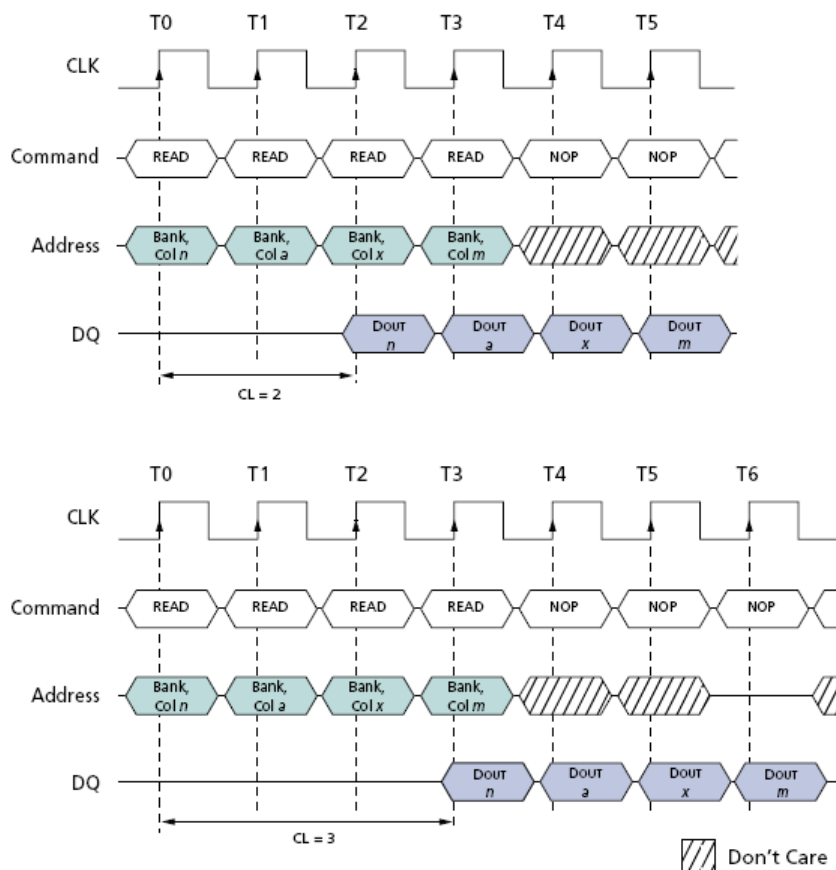 T0 T1 T2 T3 T4 T5
CLK
Command READ READ READ READ NOP NOP
Address Bank, Col n Bank, Col a Bank, Col x Bank, Col m
DQ DOUT n DOUT a DOUT x DOUT m
CL = 2
T0 T1 T2 T3 T4 T5 T6
CLK
Command READ READ READ READ NOP NOP NOP
Address Bank, Col n Bank, Col a Bank, Col x Bank, Col m
DQ DOUT n DOUT a DOUT x DOUT m
CL = 3
Don't Care